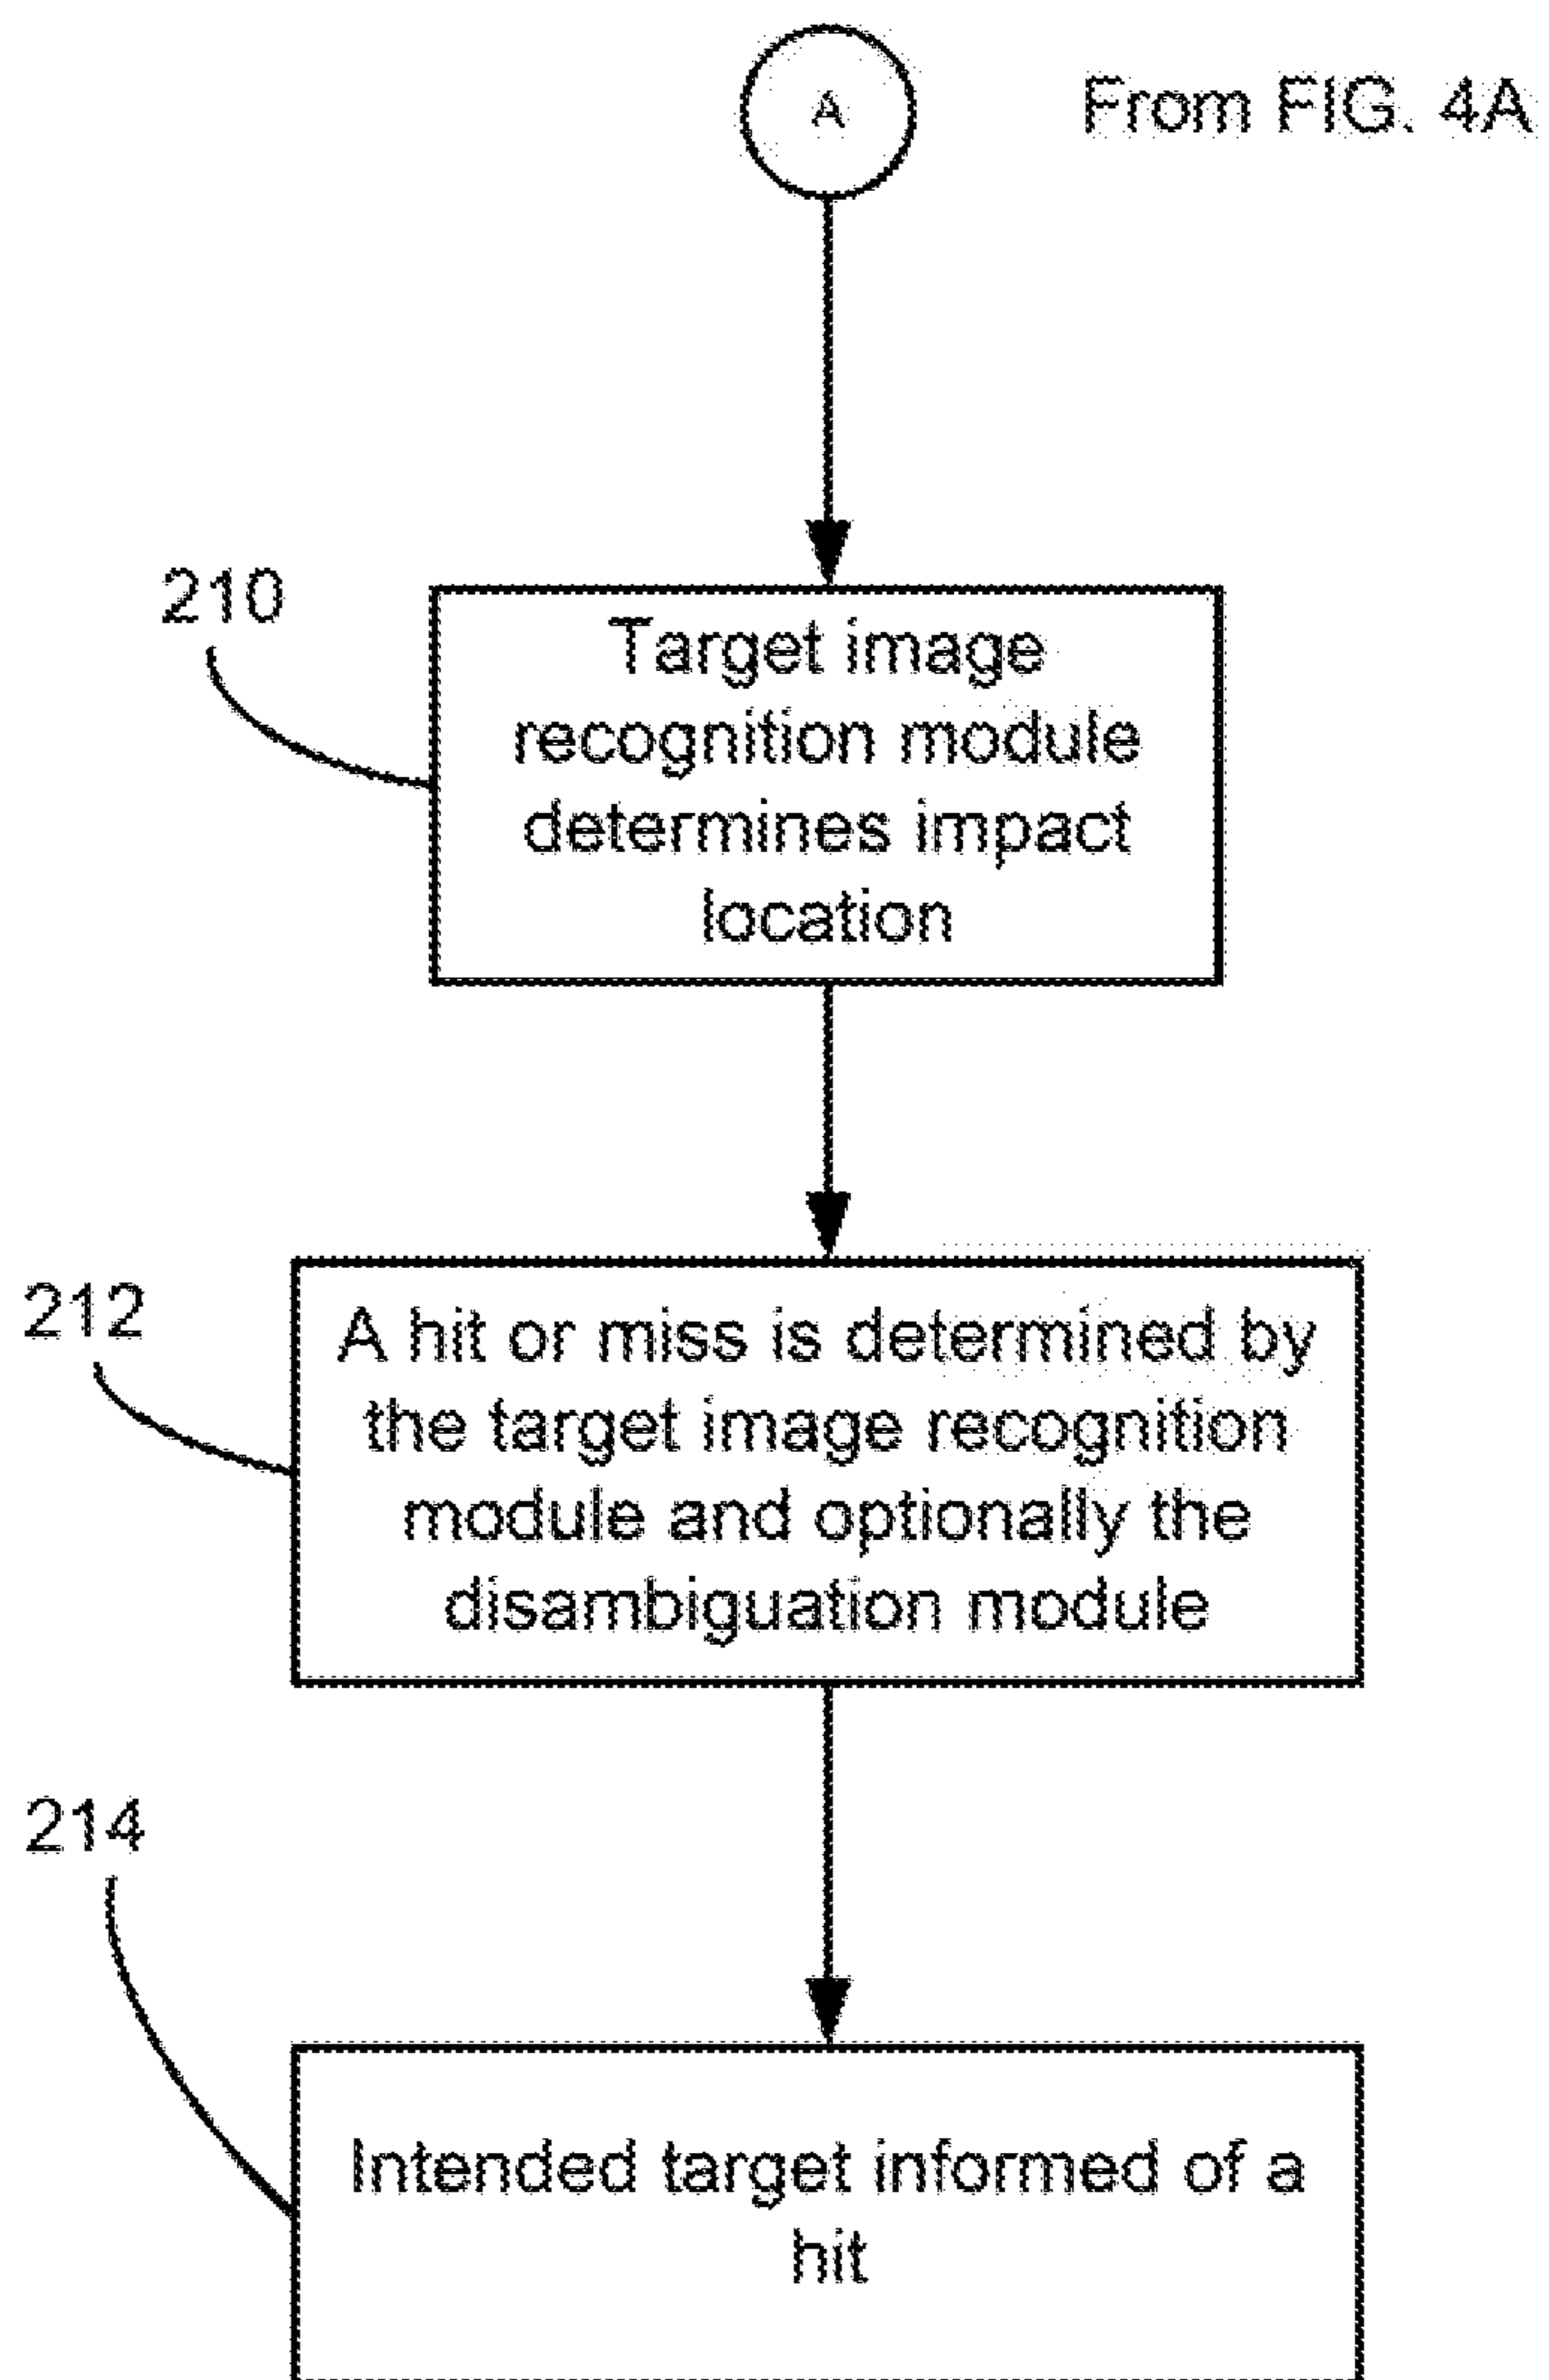 A From FIG. 4A
210
Target image
recognition module
determines impact
location
212
A hit or miss is determined by
the target image recognition
module and optionally the
disambiguation module
214
Intended target informed of a
hit